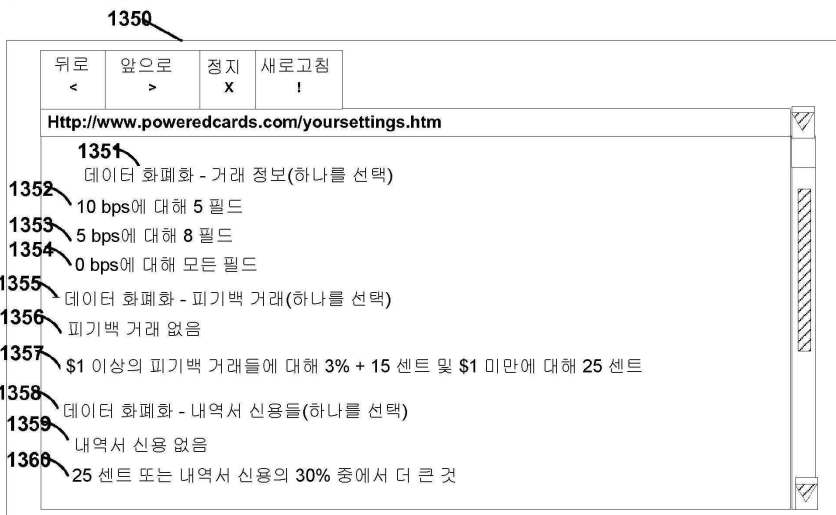 1350
뒤로 앞으로 정지 새로고침
< > X !
Http://www.poweredcards.com/yoursettings.htm
1351
데이터 화폐화 - 거래 정보(하나를 선택)
1352
10 bps에 대해 5 필드
1353
5 bps에 대해 8 필드
1354
0 bps에 대해 모든 필드
1355
데이터 화폐화 - 피기백 거래(하나를 선택)
1356
피기백 거래 없음
1357
$1 이상의 피기백 거래들에 대해 3% + 15 센트 및 $1 미만에 대해 25 센트
1358
데이터 화폐화 - 내역서 신용들(하나를 선택)
1359
내역서 신용 없음
1360
25 센트 또는 내역서 신용의 30% 중에서 더 큰 것